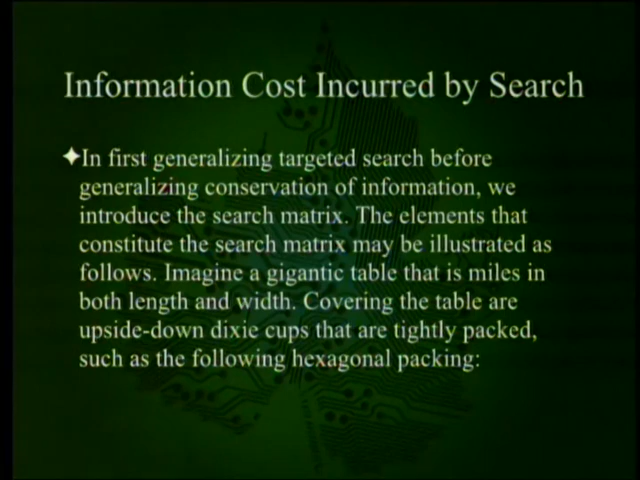 Information Cost Incurred by Search
✦In first generalizing targeted search before
generalizing conservation of information, we
introduce the search matrix. The elements that
constitute the search matrix may be illustrated as
follows. Imagine a gigantic table that is miles in
both length and width. Covering the table are
upside-down dixie cups that are tightly packed,
such as the following hexagonal packing: